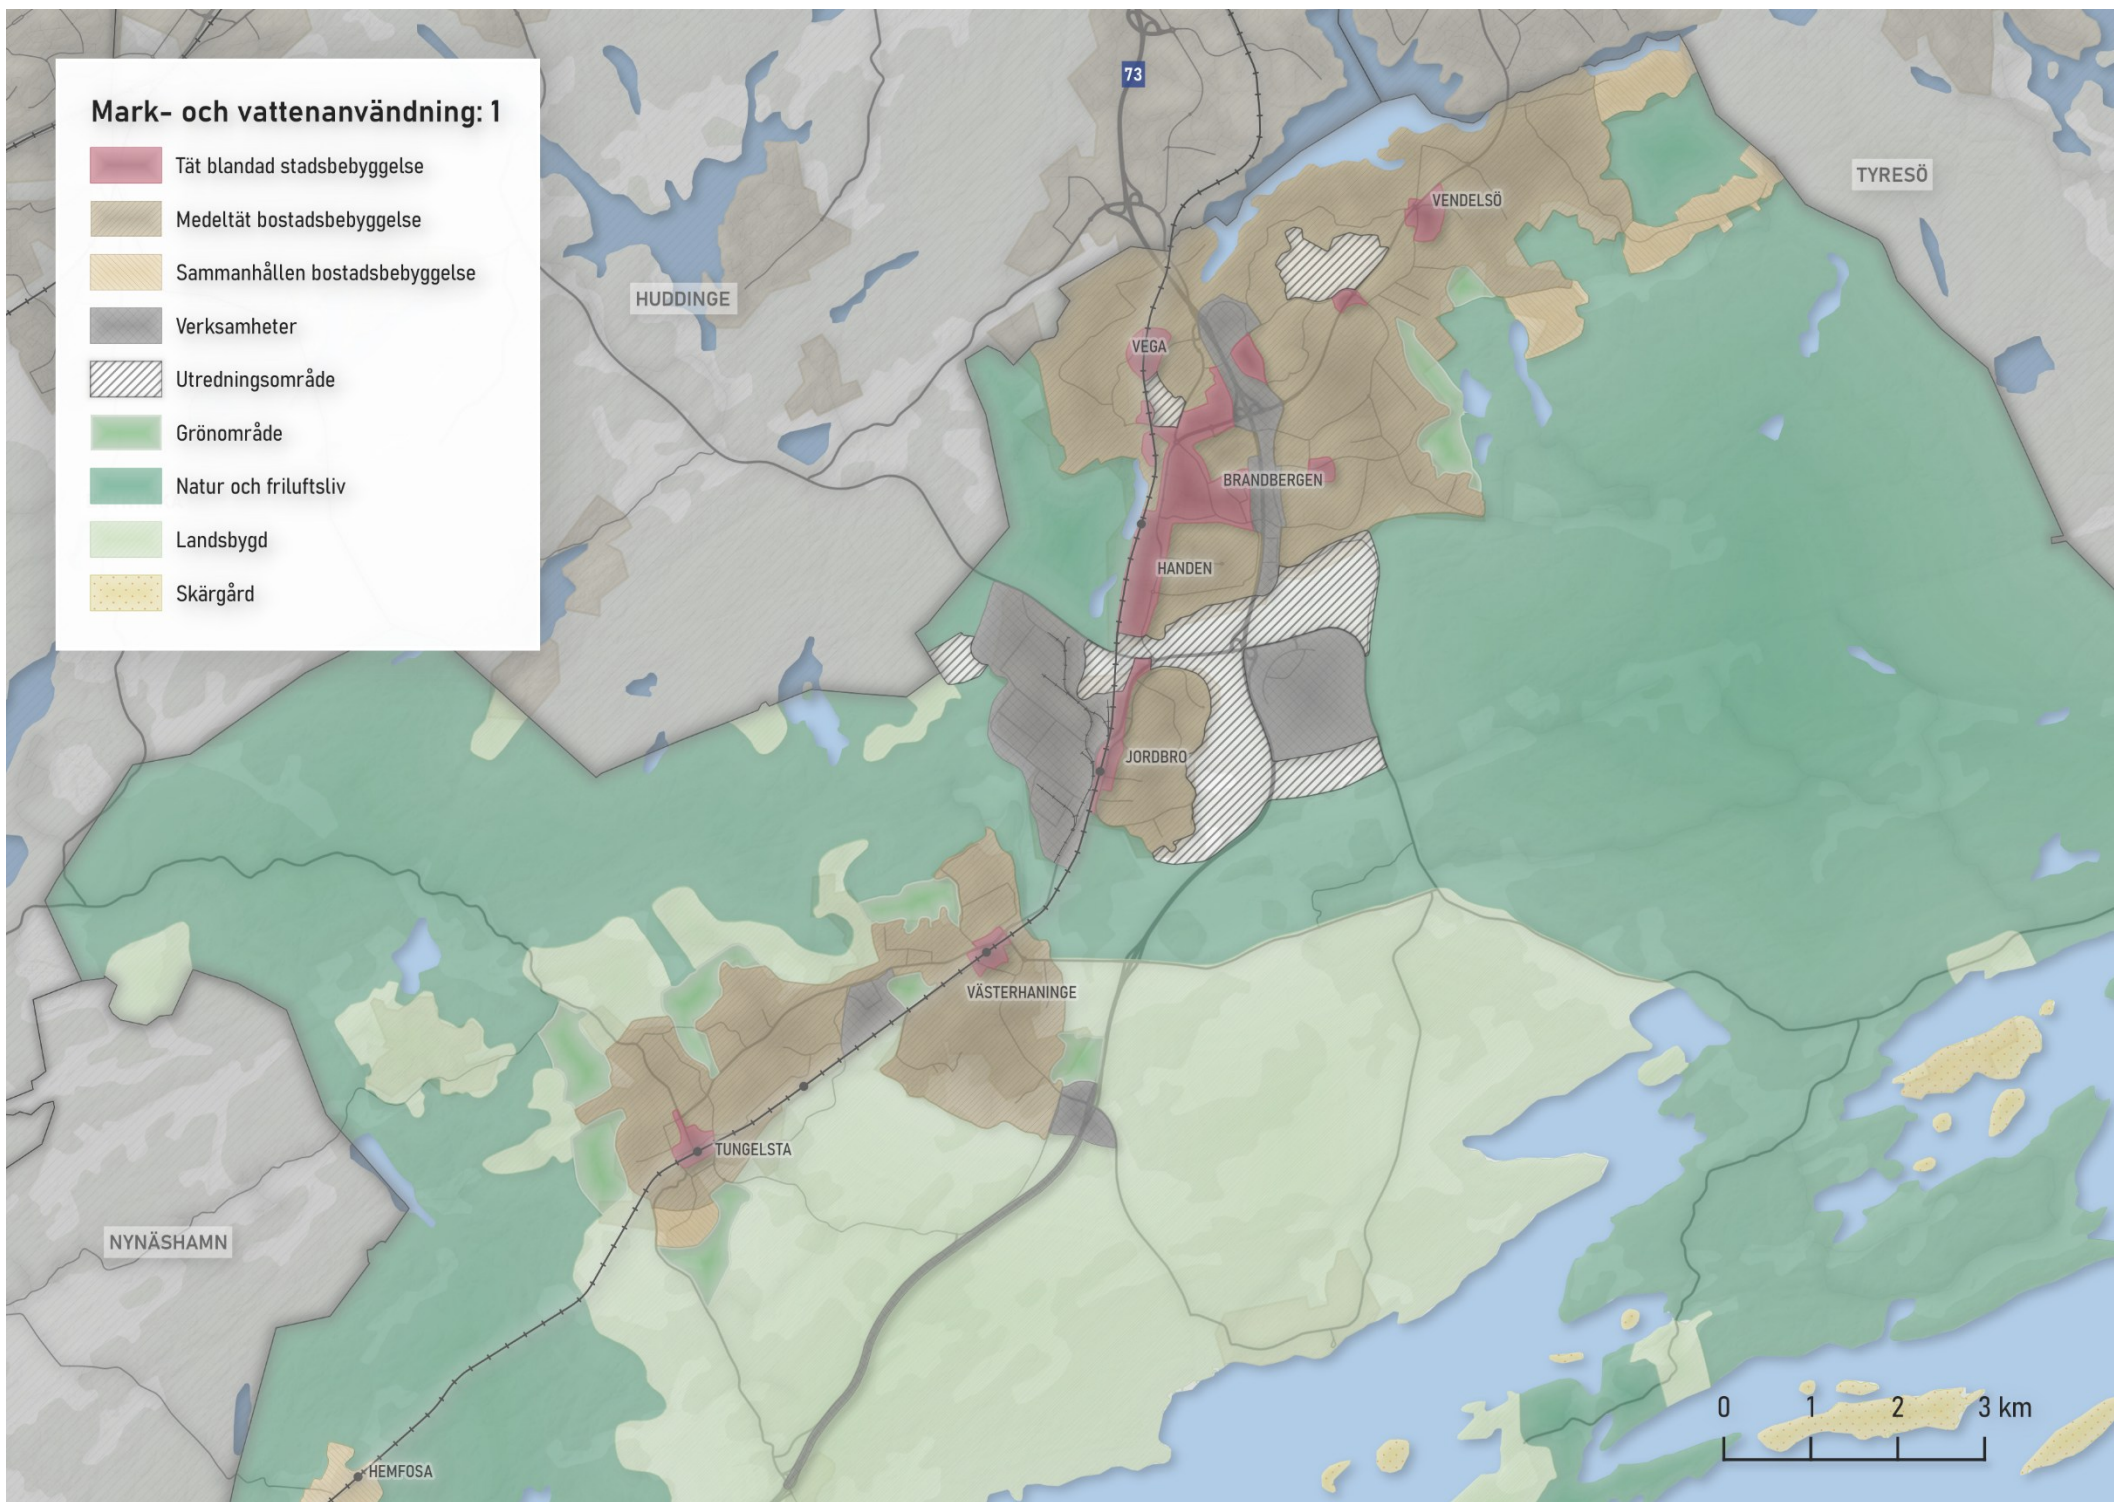 Mark- och vattenanvändning: 1
Tät blandad stadsbebyggelse
Medeltät bostadsbebyggelse
Sammanhållen bostadsbebyggelse
Verksamheter
Utredningsområde
Grönområde
Natur och friluftsliv
Landsbygd
Skärgård
73
TYRESÖ
VENDELSÖ
HUDDINGE
VEGA
BRANDBERGEN
HANDEN
JORDBRO
VÄSTERHANINGE
TUNGELSTA
NYNÄSHAMN
HEMFOSA
0 1 2 3 km